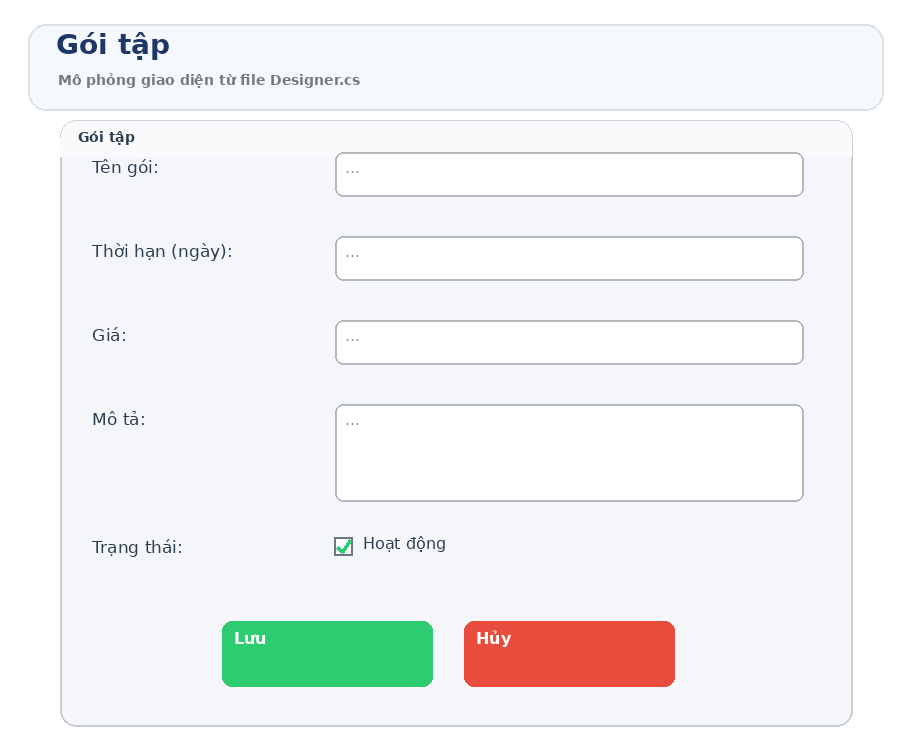 Gói tập
Mô phỏng giao diện từ file Designer.cs
Gói tập
Tên gói:
...
Thời hạn (ngày):
...
Giá:
...
Mô tả:
...
Trạng thái:
Hoạt động
Lưu
Hủy